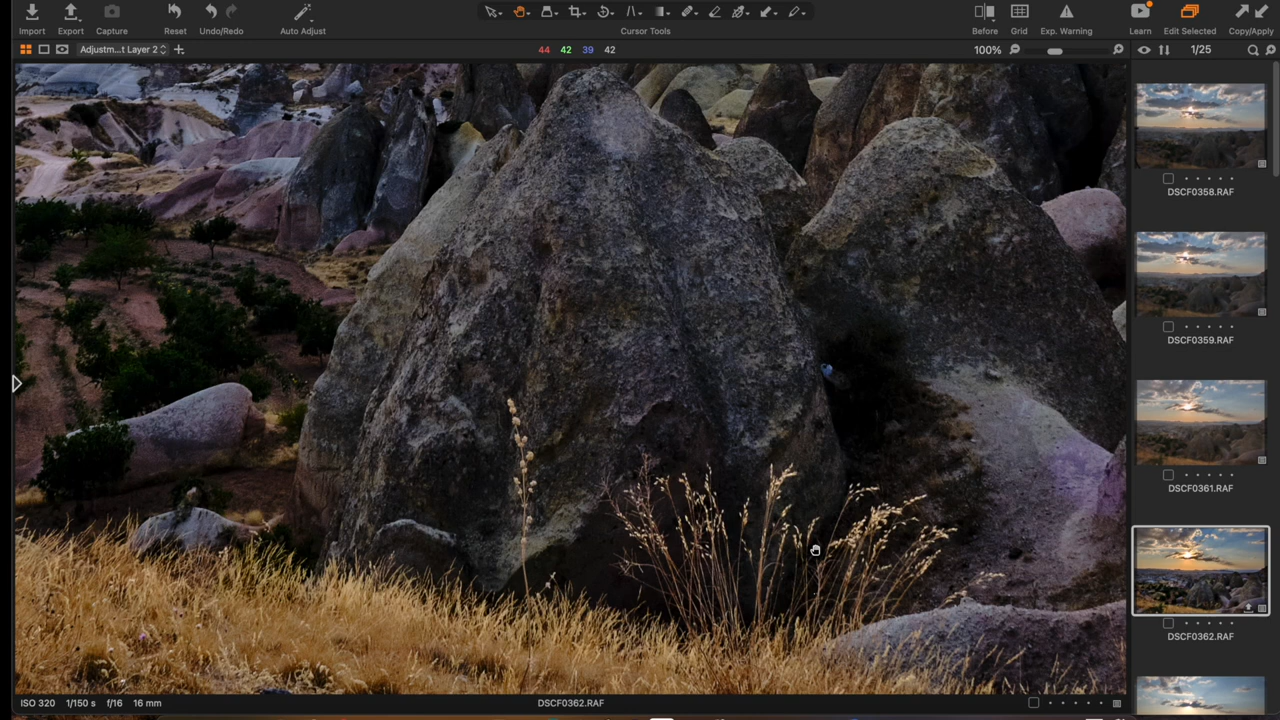 Import Export Capture Reset Undo/Redo Auto Adjust Cursor Tools Before Grid Exp. Warning Learn Edit Selected Copy/Apply
Adjustm...t Layer 2 44 42 39 42 100% 1/25
DSCF0358.RAF
DSCF0359.RAF
DSCF0361.RAF
DSCF0362.RAF
ISO 320 1/150 s f/16 16 mm DSCF0362.RAF